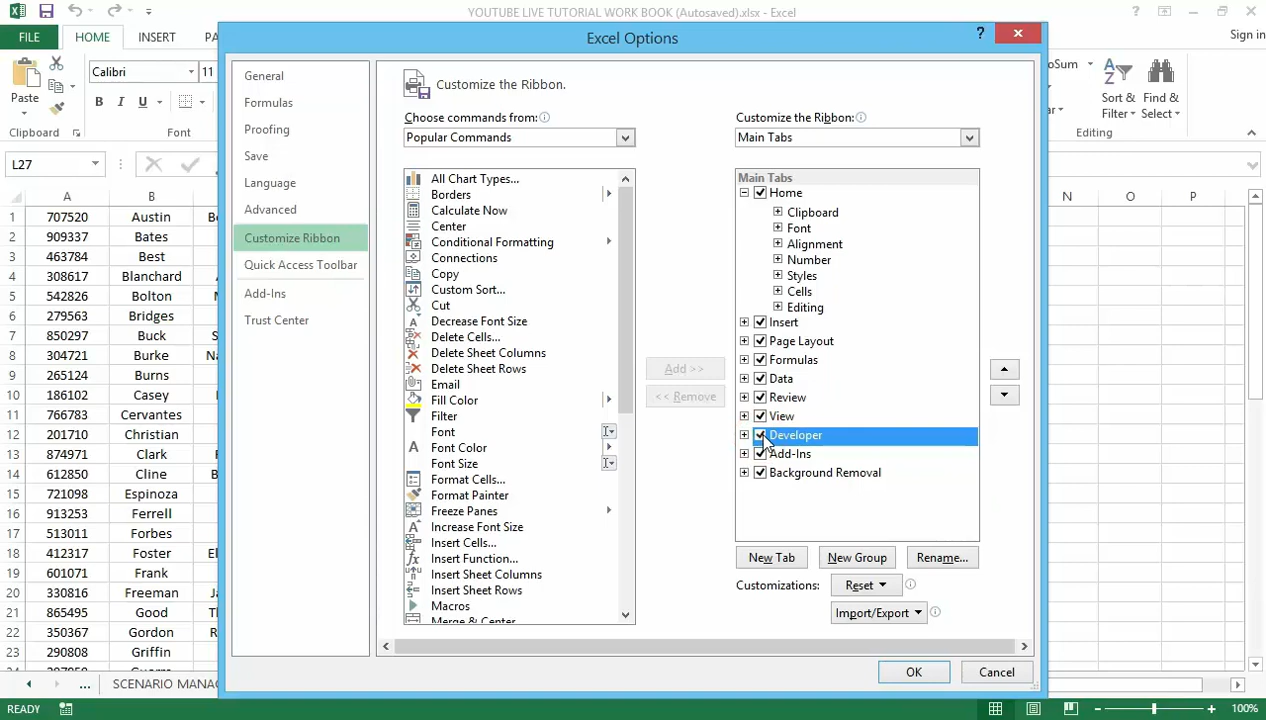 YOUTUBE LIVE TUTORIAL WORK BOOK (Autosaved).xlsx - Excel
FILE HOME INSERT Sign in
Excel Options
Calibri 11
Paste
Clipboard
Font
Sort & Filter
Find & Select
Editing
L27
General
Formulas
Proofing
Save
Language
Advanced
Customize Ribbon
Quick Access Toolbar
Add-Ins
Trust Center
Customize the Ribbon.
Choose commands from:
Popular Commands
All Chart Types...
Borders
Calculate Now
Center
Conditional Formatting
Connections
Copy
Custom Sort...
Cut
Decrease Font Size
Delete Cells...
Delete Sheet Columns
Delete Sheet Rows
Email
Fill Color
Filter
Font
Font Color
Font Size
Format Cells...
Format Painter
Freeze Panes
Increase Font Size
Insert Cells...
Insert Function...
Insert Sheet Columns
Insert Sheet Rows
Macros
Merge & Center
Add >>
<< Remove
Customize the Ribbon:
Main Tabs
Main Tabs
Home
Clipboard
Font
Alignment
Number
Styles
Cells
Editing
Insert
Page Layout
Formulas
Data
Review
View
Developer
Add-Ins
Background Removal
New Tab New Group Rename...
Customizations: Reset
Import/Export
OK Cancel
A B N O P
1 707520 Austin
2 909337 Bates
3 463784 Best
4 308617 Blanchard
5 542826 Bolton
6 279563 Bridges
7 850297 Buck
8 304721 Burke
9 265124 Burns
10 186102 Casey
11 766783 Cervantes
12 201710 Christian
13 874971 Clark
14 855426 Cline
15 721098 Espinoza
16 913253 Ferrell
17 513011 Forbes
18 412317 Foster
19 601071 Frank
20 330816 Freeman
21 865495 Good
22 350367 Gordon
23 290808 Griffin
... SCENARIO MANA
READY 100%